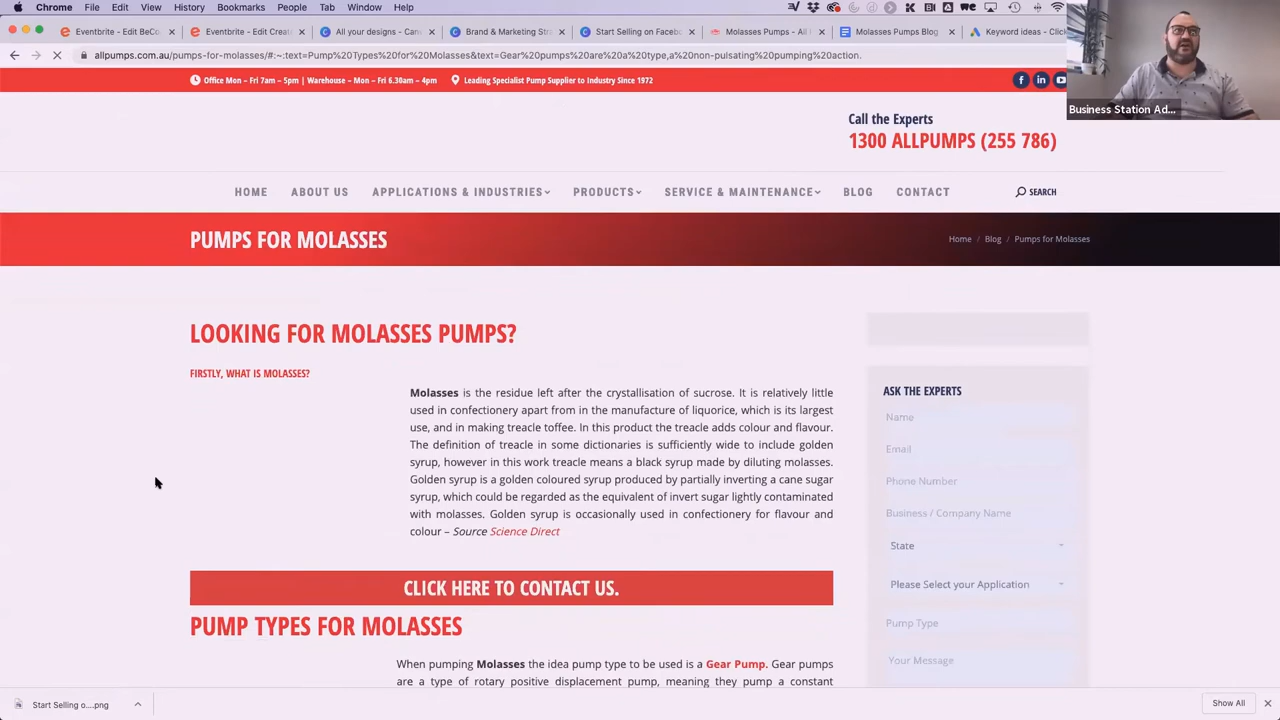 Chrome File Edit View History Bookmarks People Tab Window Help
Eventbrite - Edit BeCo Eventbrite - Edit Creat All your designs - Can Brand & Marketing Str Start Selling on Facebo Molasses Pumps - All Molasses Pumps Blog Keyword ideas - Clic
allpumps.com.au/pumps-for-molasses/#:~:text=Pump%20Types%20for%20Molasses&text=Gear%20pumps%20are%20a%20type,a%20non-pulsating%20pumping%20action.
Business Station Ad...
Office Mon – Fri 7am – 5pm | Warehouse – Mon – Fri 6.30am – 4pm Leading Specialist Pump Supplier to Industry Since 1972
Call the Experts
1300 ALLPUMPS (255 786)
HOME ABOUT US APPLICATIONS & INDUSTRIES PRODUCTS SERVICE & MAINTENANCE BLOG CONTACT SEARCH
PUMPS FOR MOLASSES
Home / Blog / Pumps for Molasses
LOOKING FOR MOLASSES PUMPS?
FIRSTLY, WHAT IS MOLASSES?
Molasses is the residue left after the crystallisation of sucrose. It is relatively little
used in confectionery apart from in the manufacture of liquorice, which is its largest
use, and in making treacle toffee. In this product the treacle adds colour and flavour.
The definition of treacle in some dictionaries is sufficiently wide to include golden
syrup, however in this work treacle means a black syrup made by diluting molasses.
Golden syrup is a golden coloured syrup produced by partially inverting a cane sugar
syrup, which could be regarded as the equivalent of invert sugar lightly contaminated
with molasses. Golden syrup is occasionally used in confectionery for flavour and
colour – Source Science Direct
CLICK HERE TO CONTACT US.
PUMP TYPES FOR MOLASSES
When pumping Molasses the idea pump type to be used is a Gear Pump. Gear pumps
are a type of rotary positive displacement pump, meaning they pump a constant
ASK THE EXPERTS
Name
Email
Phone Number
Business / Company Name
State
Please Select your Application
Pump Type
Your Message
Start Selling o....png
Show All